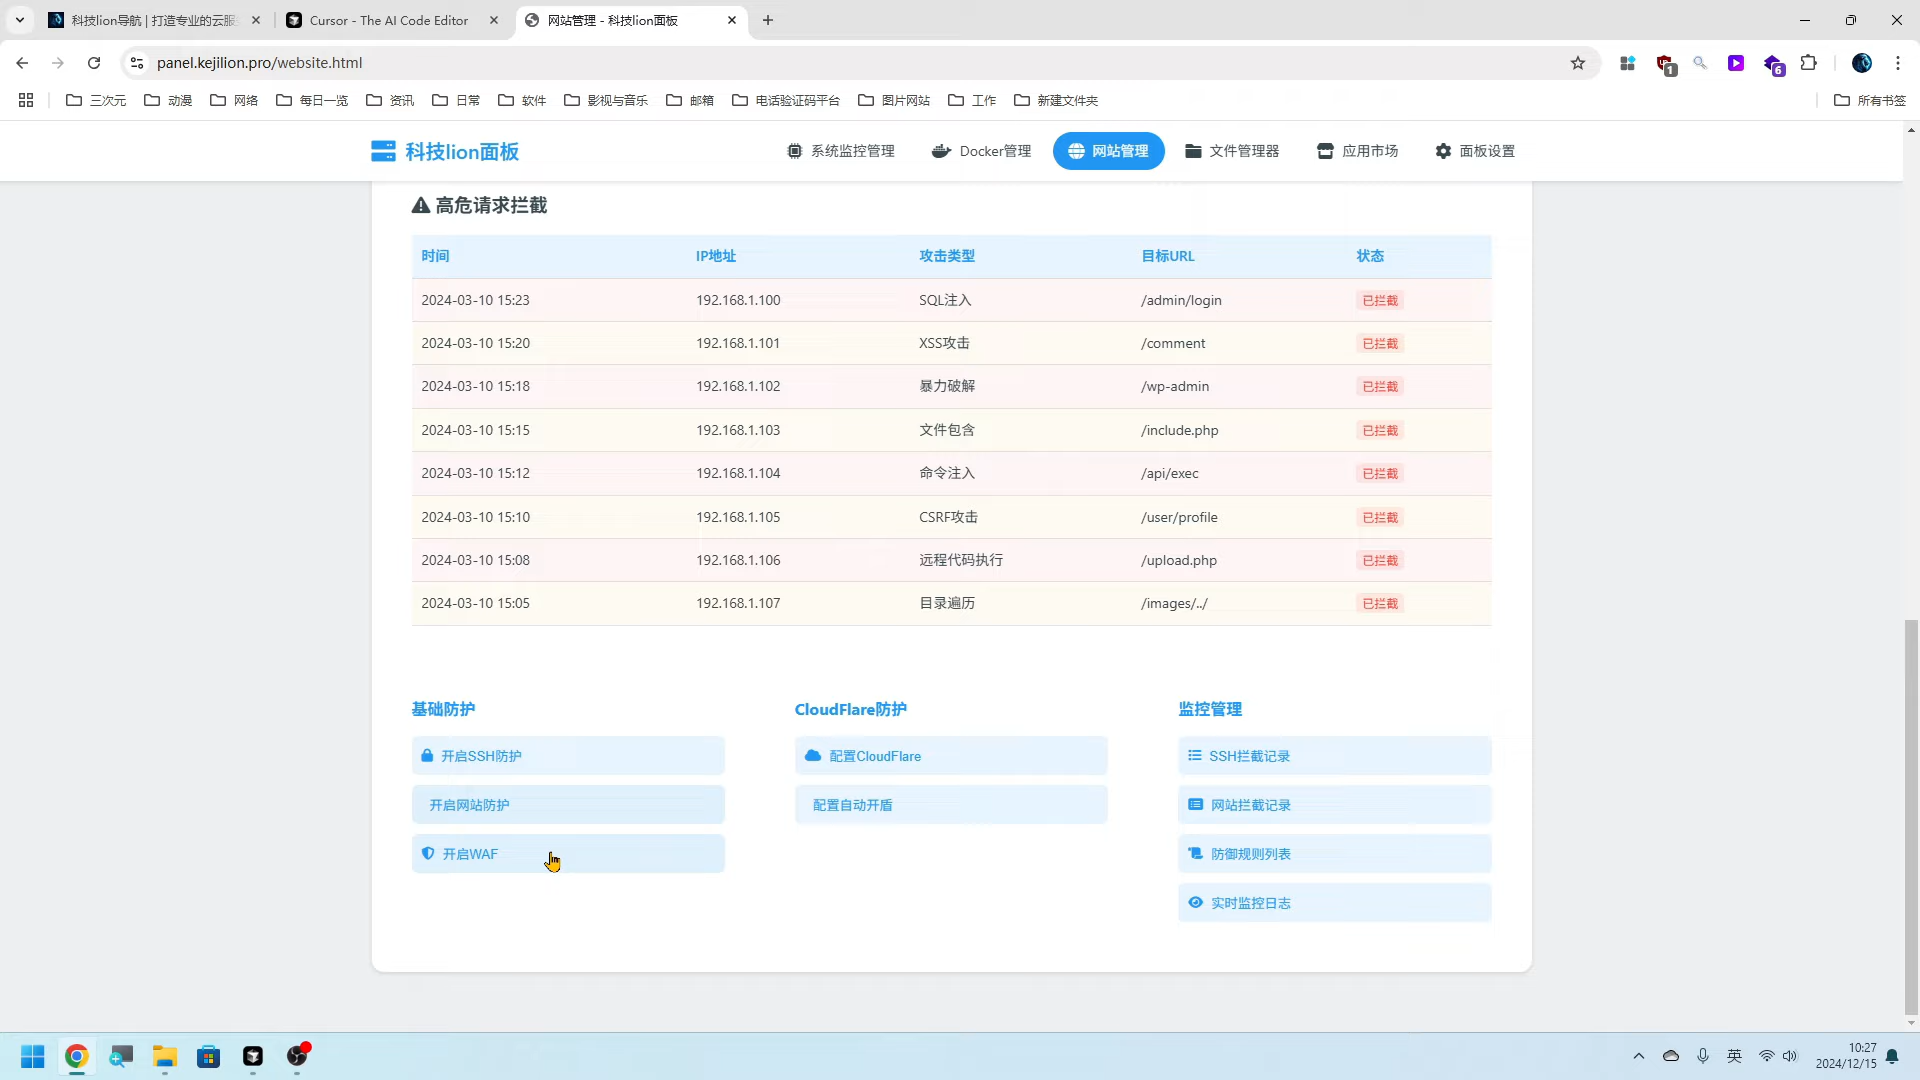 科技lion导航 | 打造专业的云服
Cursor - The AI Code Editor
网站管理 - 科技lion面板
panel.kejilion.pro/website.html
1
6
三次元
动漫
网络
每日一览
资讯
日常
软件
影视与音乐
邮箱
电话验证码平台
图片网站
工作
新建文件夹
所有书签
科技lion面板
系统监控管理
Docker管理
网站管理
文件管理器
应用市场
面板设置
高危请求拦截
时间 IP地址 攻击类型 目标URL 状态
2024-03-10 15:23 192.168.1.100 SQL注入 /admin/login 已拦截
2024-03-10 15:20 192.168.1.101 XSS攻击 /comment 已拦截
2024-03-10 15:18 192.168.1.102 暴力破解 /wp-admin 已拦截
2024-03-10 15:15 192.168.1.103 文件包含 /include.php 已拦截
2024-03-10 15:12 192.168.1.104 命令注入 /api/exec 已拦截
2024-03-10 15:10 192.168.1.105 CSRF攻击 /user/profile 已拦截
2024-03-10 15:08 192.168.1.106 远程代码执行 /upload.php 已拦截
2024-03-10 15:05 192.168.1.107 目录遍历 /images/../ 已拦截
基础防护
开启SSH防护
开启网站防护
开启WAF
CloudFlare防护
配置CloudFlare
配置自动开盾
监控管理
SSH拦截记录
网站拦截记录
防御规则列表
实时监控日志
英
10:27
2024/12/15